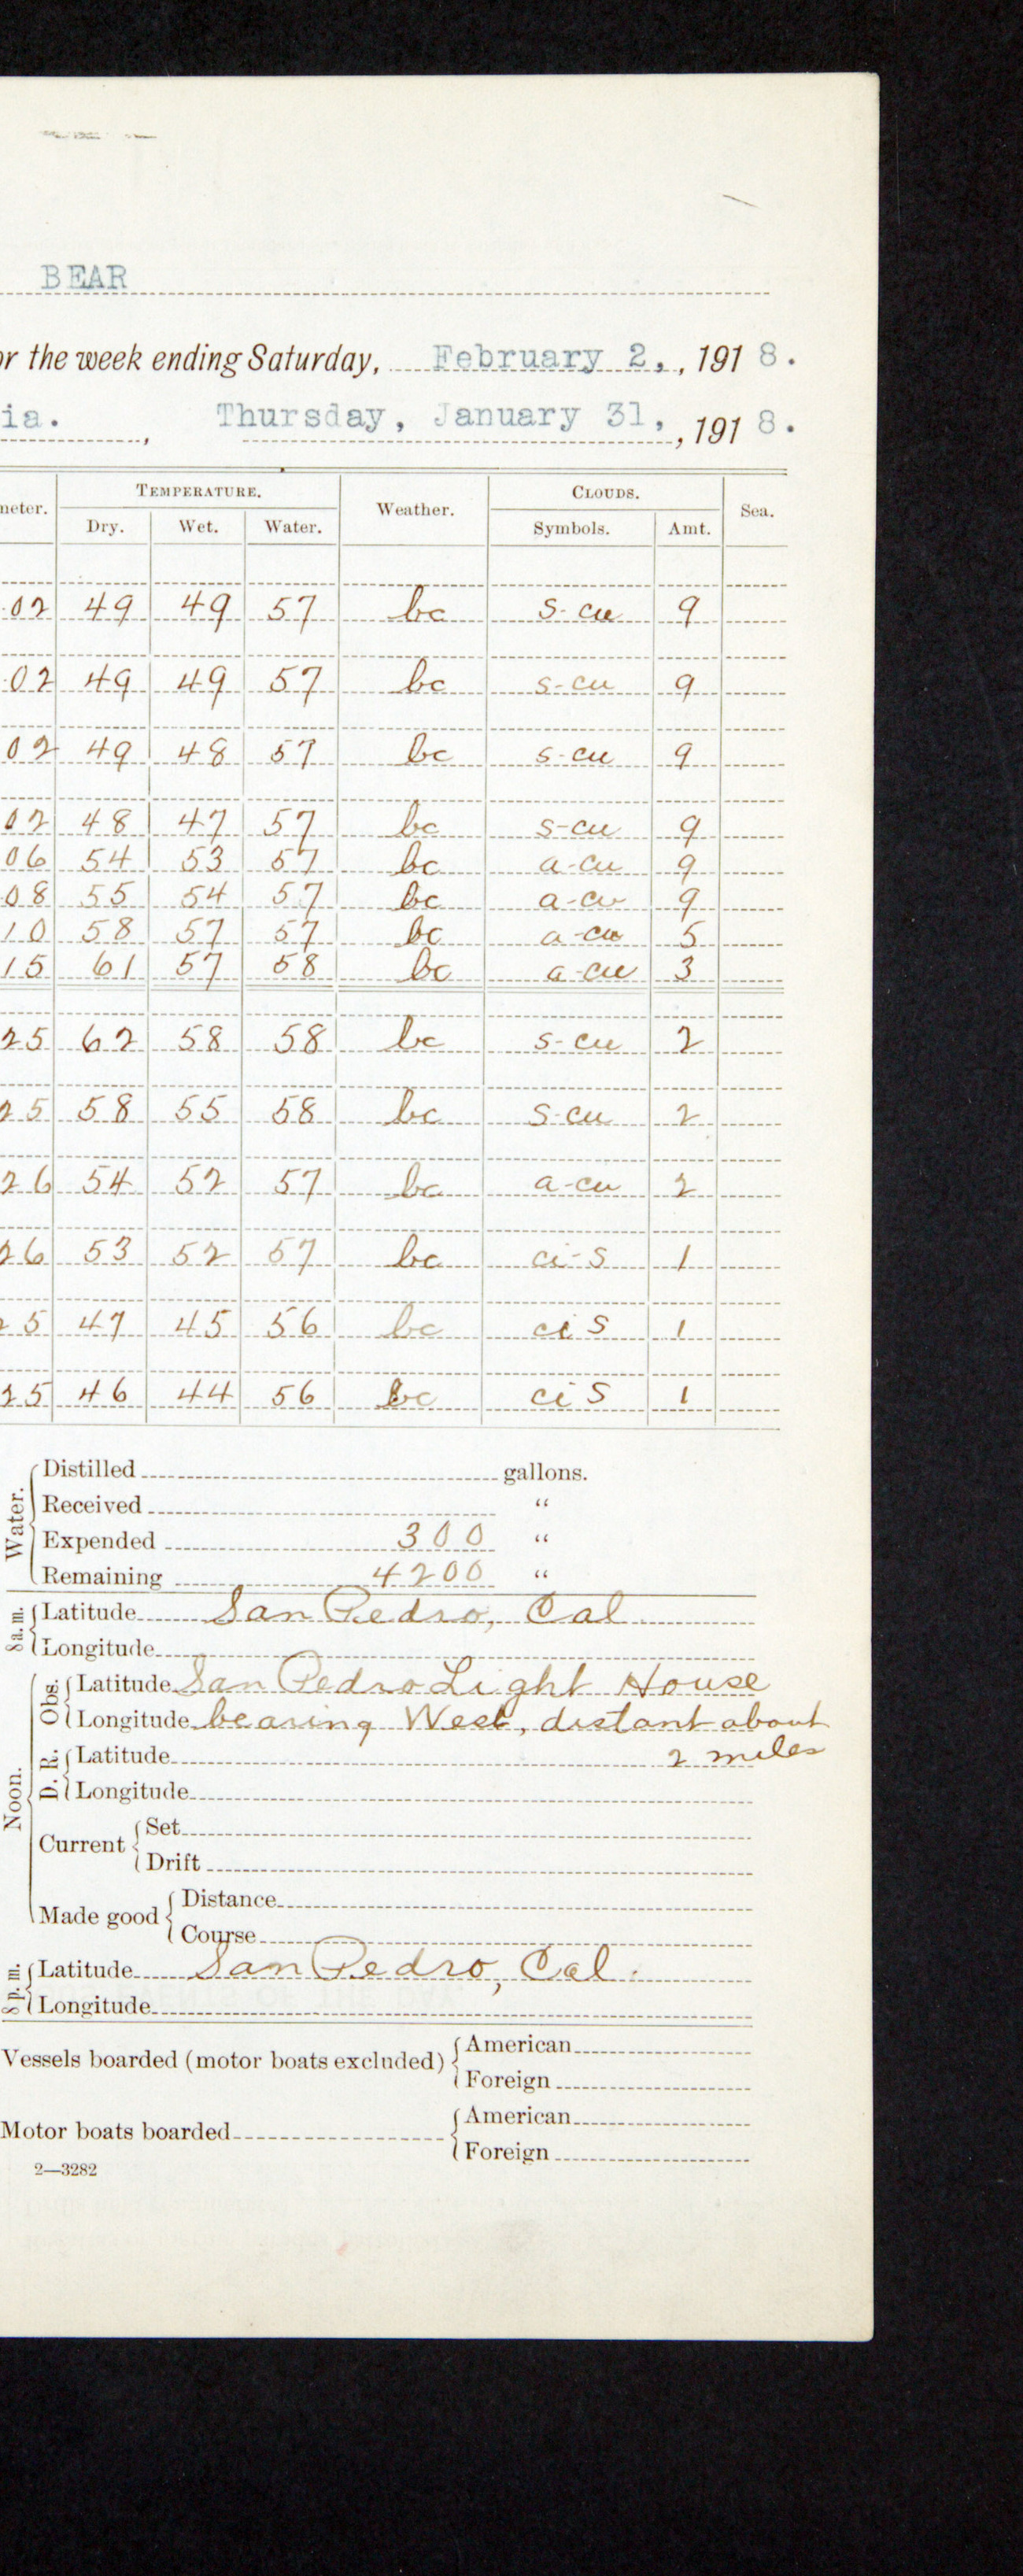 BEAR
or the week ending Saturday, February 2, , 1918.
ia. , Thursday, January 31, , 1918.
neter. TEMPERATURE. Weather. CLOUDS. Sea.
Dry. Wet. Water. Symbols. Amt.
.02 49 49 57 bc s-cu 9
.02 49 49 57 bc s-cu 9
02 49 48 57 bc s-cu 9
02 48 47 57 bc s-cu 9
06 54 53 57 bc a-cu 9
08 55 54 57 bc a-cu 9
10 58 57 57 bc a-cu 5
15 61 57 58 bc a-cu 3
25 62 58 58 bc s-cu 2
25 58 55 58 bc s-cu 2
26 54 52 57 bc a-cu 2
26 53 52 57 bc ci-s 1
25 47 45 56 bc ci s 1
25 46 44 56 bc ci s 1
Water. Distilled gallons.
Received "
Expended 300 "
Remaining 4200 "
8 a.m. Latitude San Pedro, Cal.
Longitude
Noon. Obs. Latitude San Pedro Light House
Longitude bearing West, distant about
D. R. Latitude 2 miles
Longitude
Current Set
Drift
Made good Distance
Course
8 p.m. Latitude San Pedro, Cal.
Longitude
Vessels boarded (motor boats excluded) American
Foreign
Motor boats boarded American
Foreign
2—3282